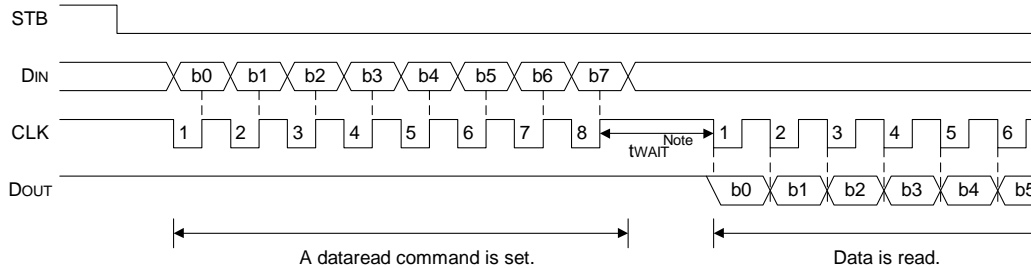 STB
DIN b0 b1 b2 b3 b4 b5 b6 b7
CLK 1 2 3 4 5 6 7 8 1 2 3 4 5 6
tWAIT Note
DOUT b0 b1 b2 b3 b4 b5
A dataread command is set. Data is read.